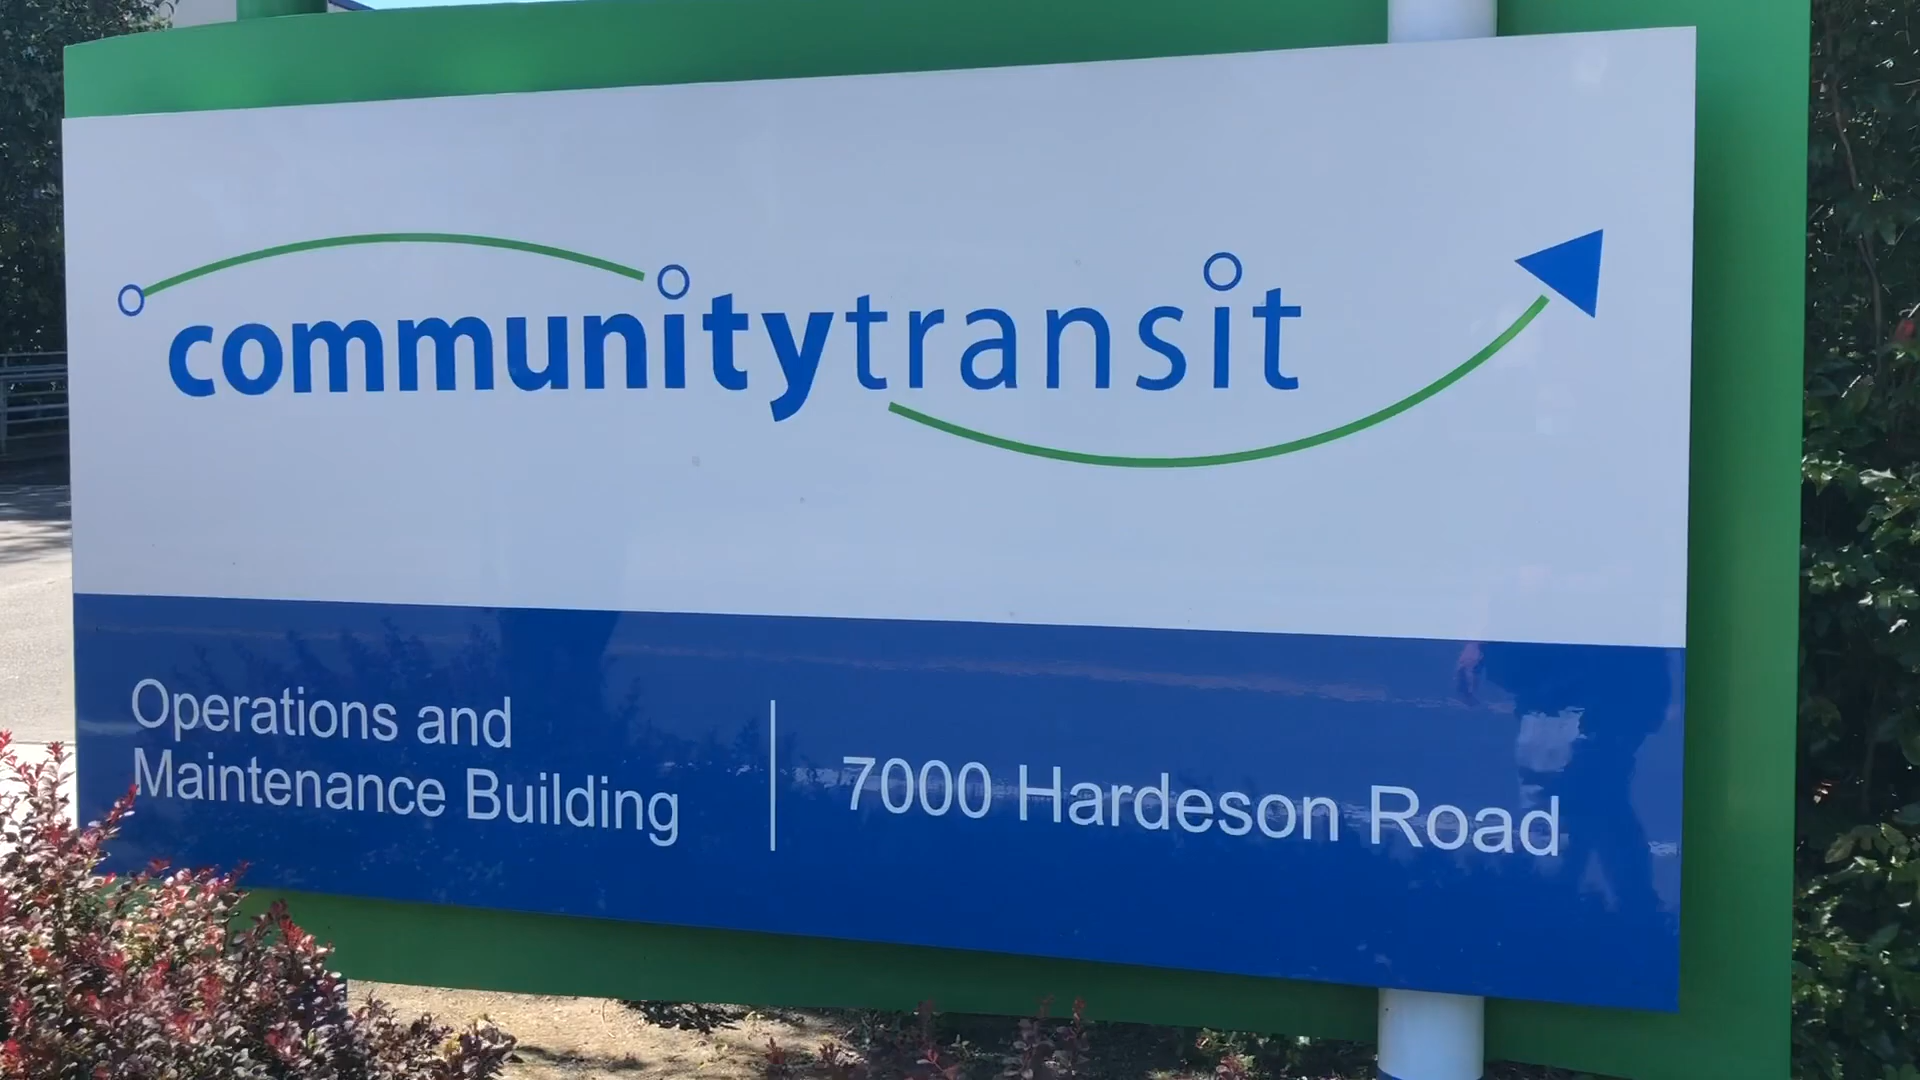 communitytransit
Operations and
Maintenance Building
7000 Hardeson Road